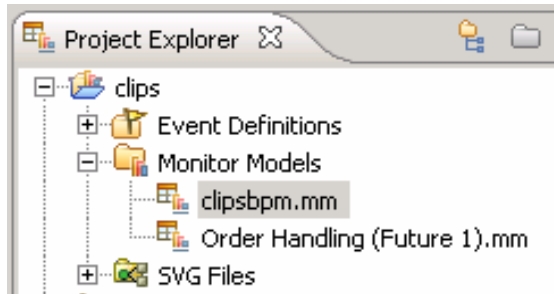 Project Explorer
clips
Event Definitions
Monitor Models
clipsbpm.mm
Order Handling (Future 1).mm
SVG Files